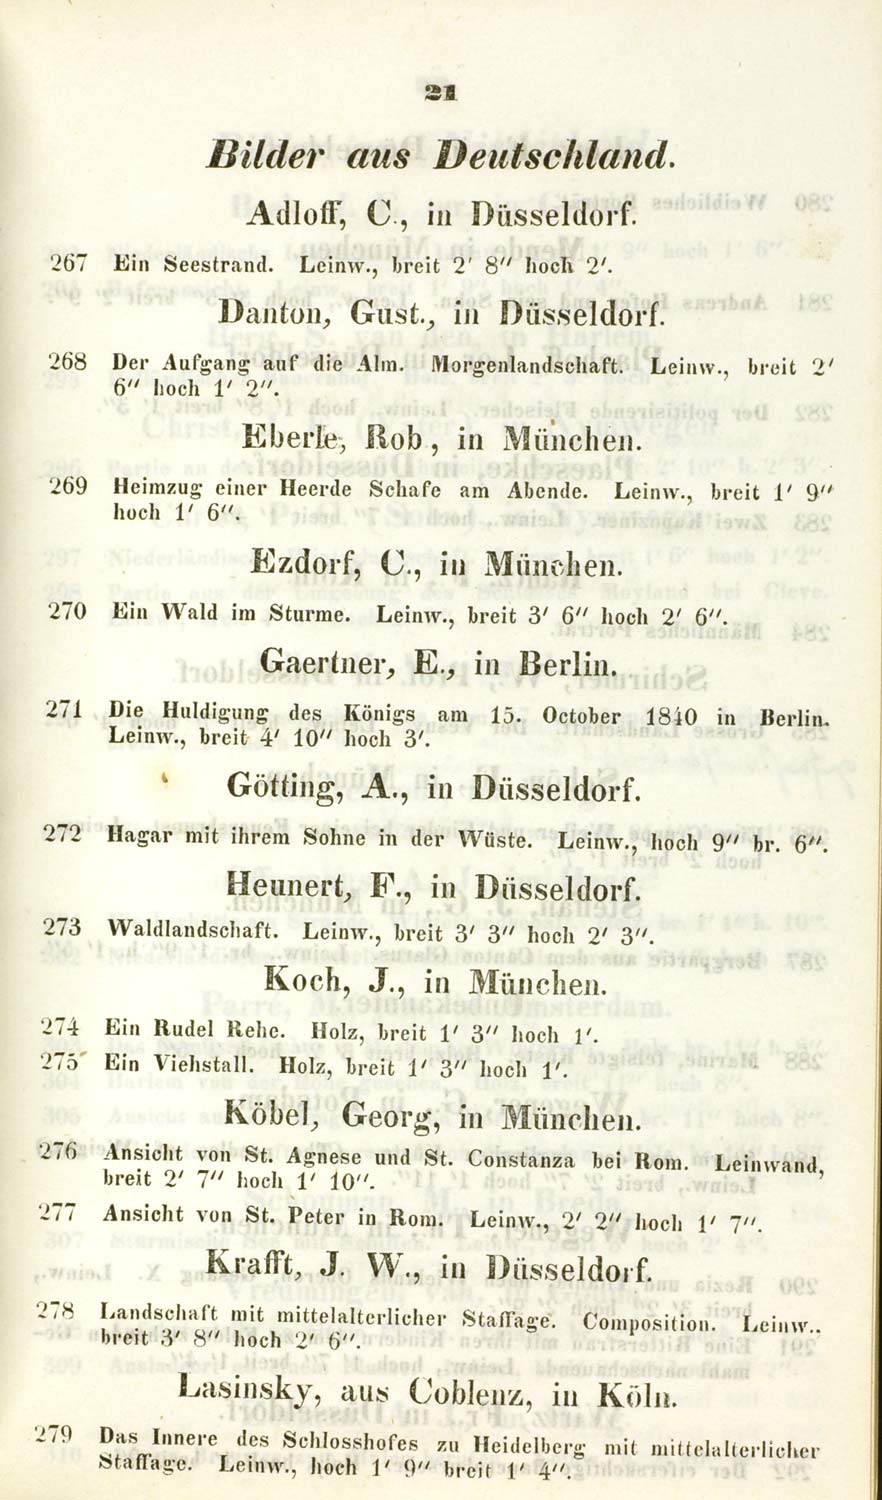 21
Bilder aus Deutschland.
Adloff, C., in Düsseldorf.
267 Ein Seestrand. Leinw., breit 2' 8" hoch 2'.
Danton, Gust., in Düsseldorf.
268 Der Aufgang auf die Alm. Morgenlandschaft. Leinw., breit 2'
6" hoch 1' 2".
Eberle, Rob, in München.
269 Heimzug einer Heerde Schafe am Abende. Leinw., breit 1' 9"
hoch 1' 6".
Ezdorf, C., in München.
270 Ein Wald im Sturme. Leinw., breit 3' 6" hoch 2' 6".
Gaertner, E., in Berlin.
271 Die Huldigung des Königs am 15. October 1840 in Berlin.
Leinw., breit 4' 10" hoch 3'.
Götting, A., in Düsseldorf.
272 Hagar mit ihrem Sohne in der Wüste. Leinw., hoch 9" br. 6".
Heunert, F., in Düsseldorf.
273 Waldlandschaft. Leinw., breit 3' 3" hoch 2' 3".
Koch, J., in München.
274 Ein Rudel Rehe. Holz, breit 1' 3" hoch 1'.
275 Ein Viehstall. Holz, breit 1' 3" hoch 1'.
Köbel, Georg, in München.
276 Ansicht von St. Agnese und St. Constanza bei Rom. Leinwand,
breit 2' 7" hoch 1' 10".
277 Ansicht von St. Peter in Rom. Leinw., 2' 2" hoch 1' 7".
Krafft, J. W., in Düsseldorf.
278 Landschaft mit mittelalterlicher Staffage. Composition. Leinw..
breit 3' 8" hoch 2' 6".
Lasinsky, aus Coblenz, in Köln.
279 Das Innere des Schlosshofes zu Heidelberg mit mittelalterlicher
Staffage. Leinw., hoch 1' 9" breit 1' 4".